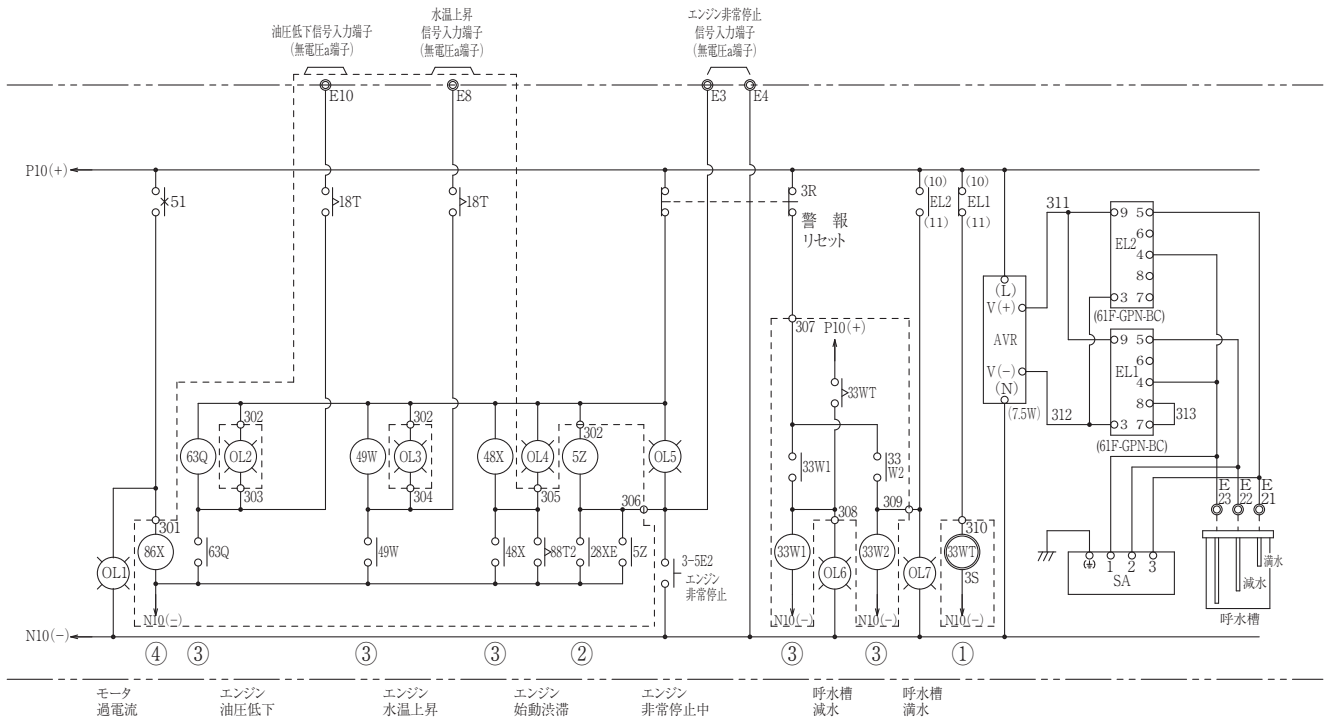 油圧低下信号入力端子
(無電圧a端子)
水温上昇
信号入力端子
(無電圧a端子)
エンジン非常停止
信号入力端子
(無電圧a端子)
E10
E8
E3
E4
P10(+)
51
18T
18T
3R
警 報
リセット
(10)
EL2
(11)
(10)
EL1
(11)
311
9 5
6
EL2
4
8
3 7
(61F-GPN-BC)
(L)
V(+)
AVR
V(-)
(N)
(7.5W)
312
9 5
6
EL1
4
8
3 7
313
(61F-GPN-BC)
307
P10(+)
33WT
302
302
302
63Q
OL2
49W
OL3
48X
OL4
5Z
OL5
33W1
33
W2
303
304
305
306
308
309
310
301
86X
63Q
49W
48X
88T2
28XE
5Z
3-5E2
エンジン
非常停止
OL1
33W1
OL6
33W2
OL7
33WT
3S
E
23
E
22
E
21
1 2 3
SA
満水
減水
呼水槽
N10(-)
N10(-)
N10(-)
N10(-)
N10(-)
④
③
③
③
②
③
③
①
モータ
過電流
エンジン
油圧低下
エンジン
水温上昇
エンジン
始動渋滞
エンジン
非常停止中
呼水槽
減水
呼水槽
満水